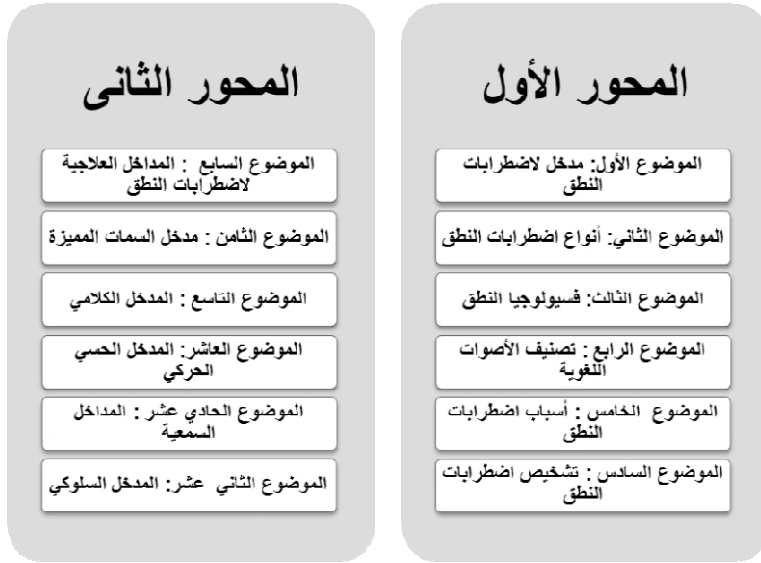 المحور الأول
الموضوع الأول: مدخل لاضطرابات
النطق
الموضوع الثاني: أنواع اضطرابات النطق
الموضوع الثالث: فسيولوجيا النطق
الموضوع الرابع : تصنيف الأصوات
اللغوية
الموضوع الخامس : أسباب اضطرابات
النطق
الموضوع السادس : تشخيص اضطرابات
النطق
المحور الثانى
الموضوع السابع : المداخل العلاجية
لاضطرابات النطق
الموضوع الثامن : مدخل السمات المميزة
الموضوع التاسع : المدخل الكلامي
الموضوع العاشر: المدخل الحسي
الحركي
الموضوع الحادي عشر : المداخل
السمعية
الموضوع الثاني عشر: المدخل السلوكي